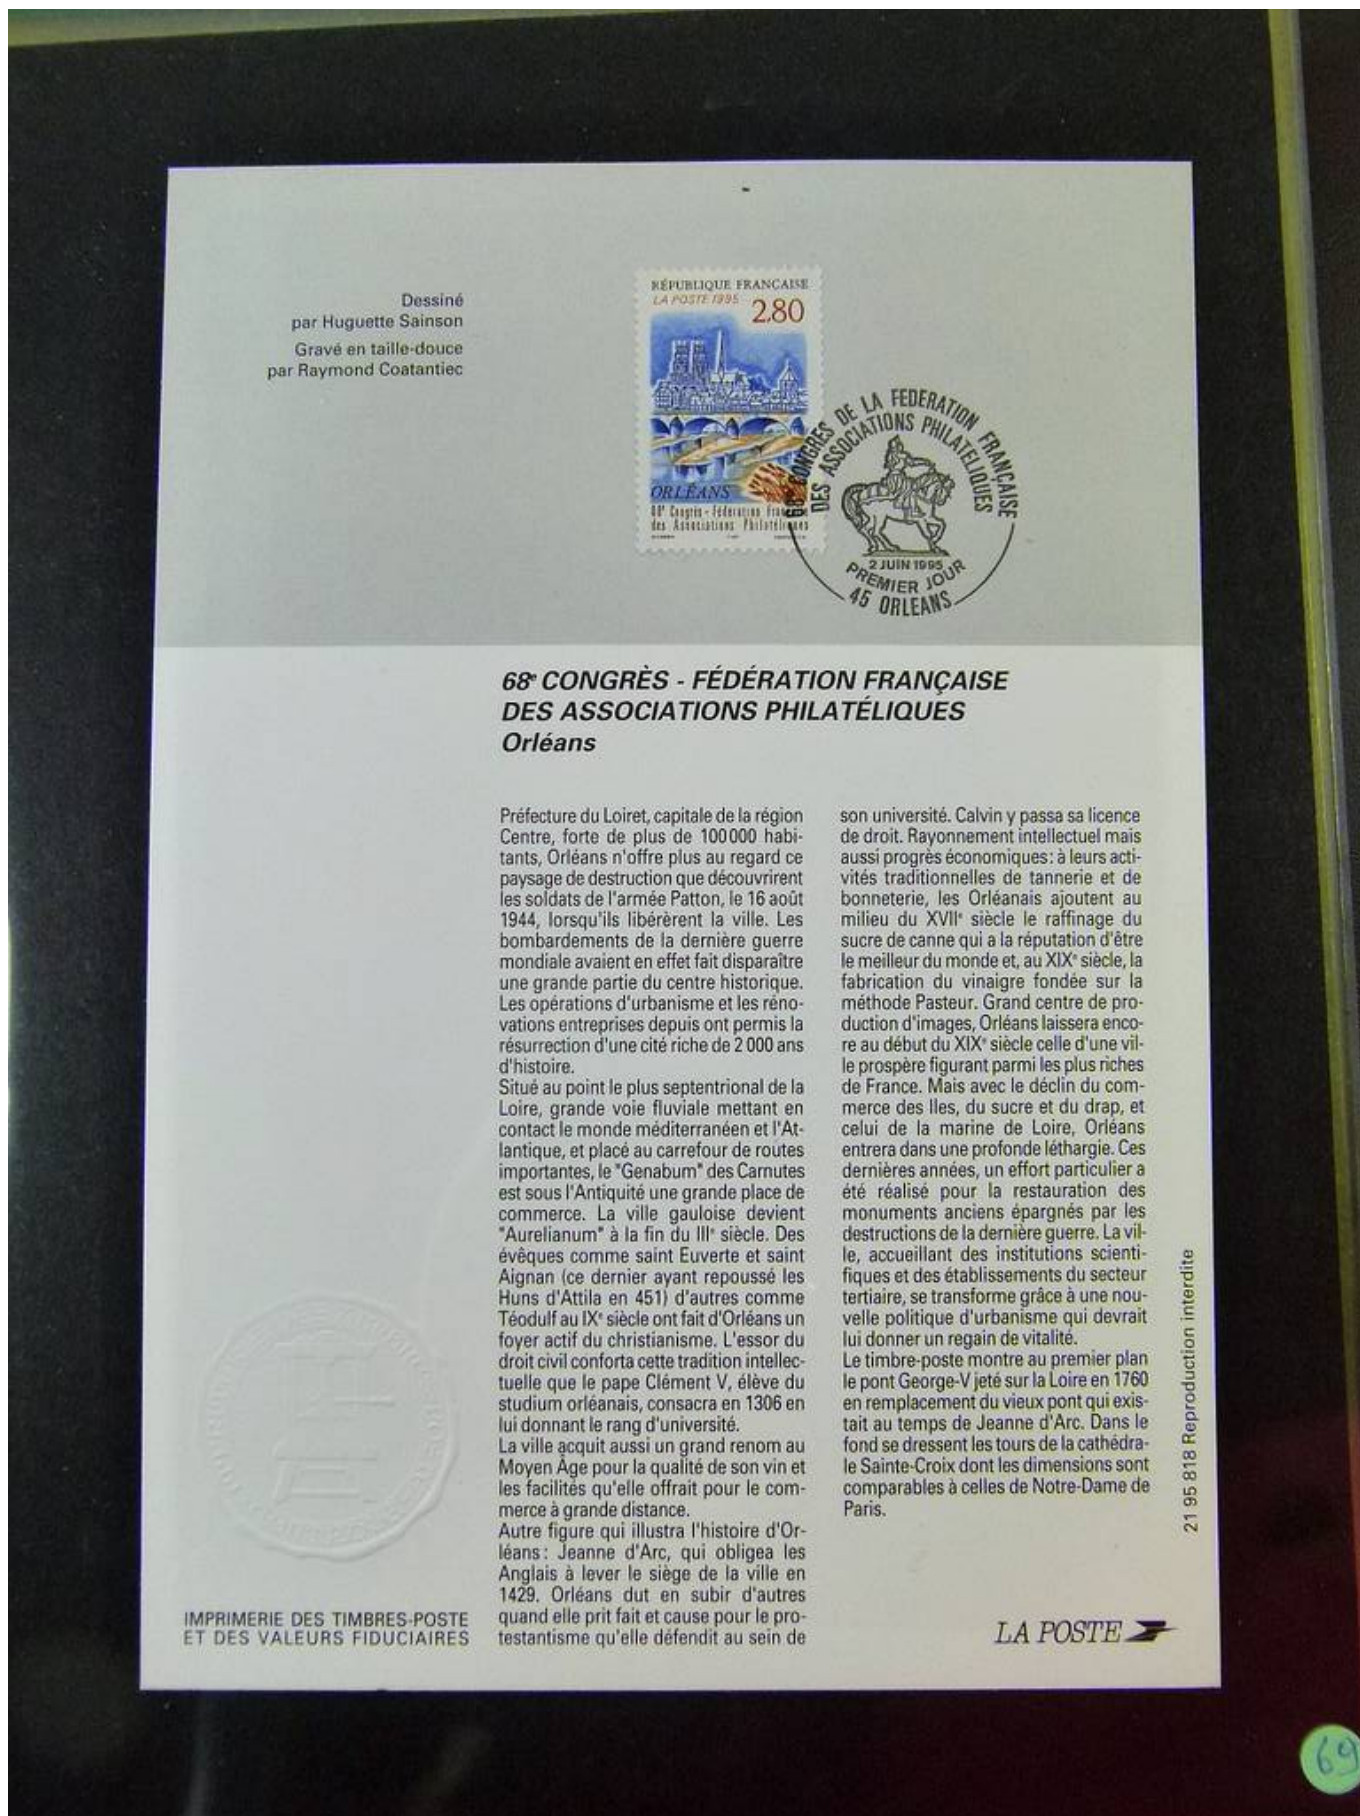 Dessiné
par Huguette Sainson
Gravé en taille-douce
par Raymond Coatantiec
RÉPUBLIQUE FRANÇAISE
LA POSTE 1995
2,80
ORLÉANS
68e Congrès - Fédération Française
des Associations Philatéliques
68e CONGRES DE LA FEDERATION FRANÇAISE
DES ASSOCIATIONS PHILATELIQUES
2 JUIN 1995
PREMIER JOUR
45 ORLEANS
68e CONGRÈS - FÉDÉRATION FRANÇAISE
DES ASSOCIATIONS PHILATÉLIQUES
Orléans
Préfecture du Loiret, capitale de la région
Centre, forte de plus de 100 000 habi-
tants, Orléans n'offre plus au regard ce
paysage de destruction que découvrirent
les soldats de l'armée Patton, le 16 août
1944, lorsqu'ils libérèrent la ville. Les
bombardements de la dernière guerre
mondiale avaient en effet fait disparaître
une grande partie du centre historique.
Les opérations d'urbanisme et les réno-
vations entreprises depuis ont permis la
résurrection d'une cité riche de 2 000 ans
d'histoire.
Situé au point le plus septentrional de la
Loire, grande voie fluviale mettant en
contact le monde méditerranéen et l'At-
lantique, et placé au carrefour de routes
importantes, le "Genabum" des Carnutes
est sous l'Antiquité une grande place de
commerce. La ville gauloise devient
"Aurelianum" à la fin du IIIe siècle. Des
évêques comme saint Euverte et saint
Aignan (ce dernier ayant repoussé les
Huns d'Attila en 451) d'autres comme
Téodulf au IXe siècle ont fait d'Orléans un
foyer actif du christianisme. L'essor du
droit civil conforta cette tradition intellec-
tuelle que le pape Clément V, élève du
studium orléanais, consacra en 1306 en
lui donnant le rang d'université.
La ville acquit aussi un grand renom au
Moyen Âge pour la qualité de son vin et
les facilités qu'elle offrait pour le com-
merce à grande distance.
Autre figure qui illustra l'histoire d'Or-
léans : Jeanne d'Arc, qui obligea les
Anglais à lever le siège de la ville en
1429. Orléans dut en subir d'autres
quand elle prit fait et cause pour le pro-
testantisme qu'elle défendit au sein de
son université. Calvin y passa sa licence
de droit. Rayonnement intellectuel mais
aussi progrès économiques : à leurs acti-
vités traditionnelles de tannerie et de
bonneterie, les Orléanais ajoutent au
milieu du XVIIe siècle le raffinage du
sucre de canne qui a la réputation d'être
le meilleur du monde et, au XIXe siècle, la
fabrication du vinaigre fondée sur la
méthode Pasteur. Grand centre de pro-
duction d'images, Orléans laissera enco-
re au début du XIXe siècle celle d'une vil-
le prospère figurant parmi les plus riches
de France. Mais avec le déclin du com-
merce des Iles, du sucre et du drap, et
celui de la marine de Loire, Orléans
entrera dans une profonde léthargie. Ces
dernières années, un effort particulier a
été réalisé pour la restauration des
monuments anciens épargnés par les
destructions de la dernière guerre. La vil-
le, accueillant des institutions scienti-
fiques et des établissements du secteur
tertiaire, se transforme grâce à une nou-
velle politique d'urbanisme qui devrait
lui donner un regain de vitalité.
Le timbre-poste montre au premier plan
le pont George-V jeté sur la Loire en 1760
en remplacement du vieux pont qui exis-
tait au temps de Jeanne d'Arc. Dans le
fond se dressent les tours de la cathédra-
le Sainte-Croix dont les dimensions sont
comparables à celles de Notre-Dame de
Paris.
21 95 818 Reproduction interdite
IMPRIMERIE DES TIMBRES-POSTE
ET DES VALEURS FIDUCIAIRES
LA POSTE
69